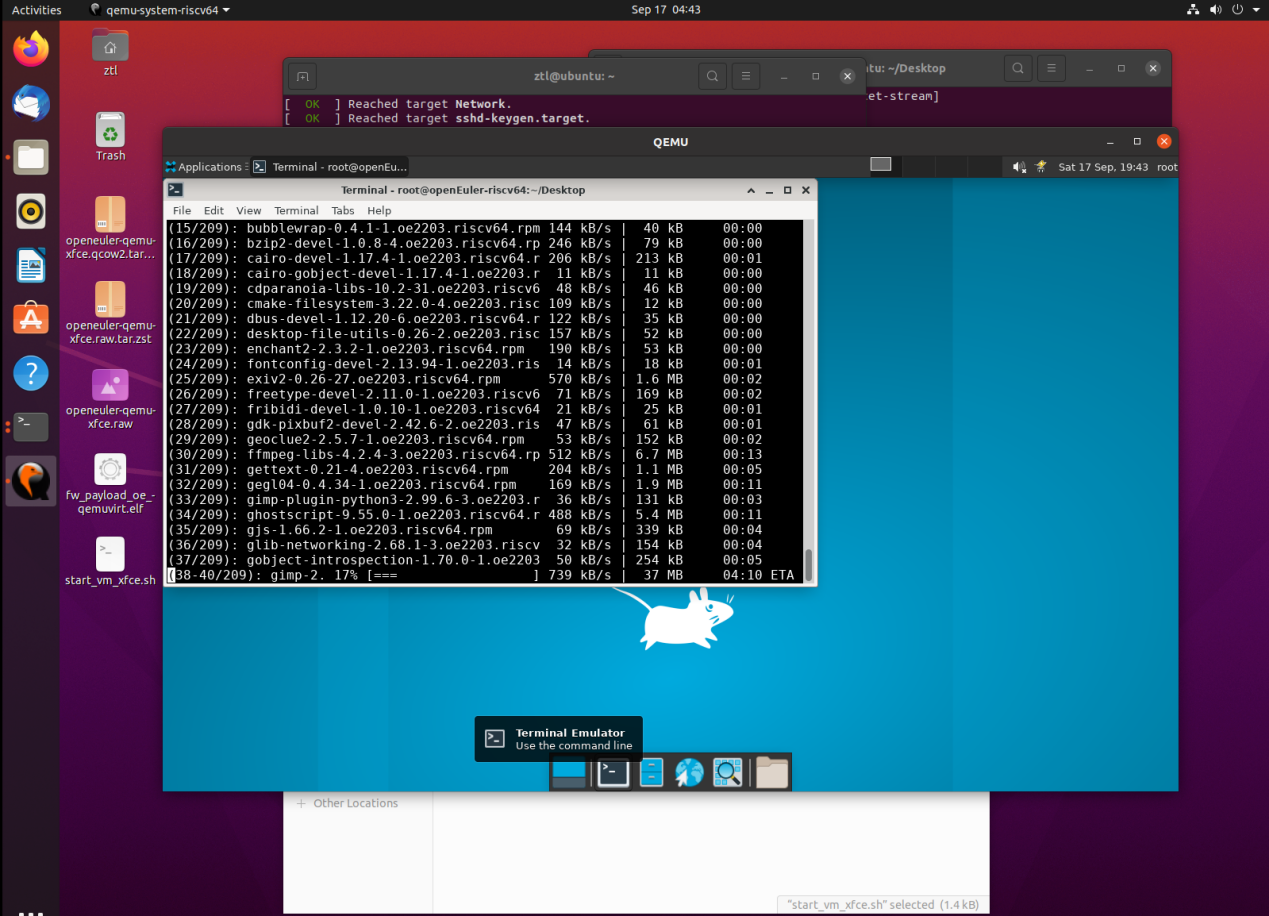 Activities
qemu-system-riscv64
Sep 17 04:43
ztl
Trash
openeuler-qemu-
xfce.qcow2.tar...
openeuler-qemu-
xfce.raw.tar.zst
openeuler-qemu-
xfce.raw
fw_payload_oe_-
qemuvirt.elf
start_vm_xfce.sh
ztl@ubuntu: ~
tu: ~/Desktop
[  OK  ] Reached target Network.
[  OK  ] Reached target sshd-keygen.target.
et-stream]
QEMU
Applications
Terminal - root@openEu...
Sat 17 Sep, 19:43
root
Terminal - root@openEuler-riscv64:~/Desktop
File Edit View Terminal Tabs Help
(15/209): bubblewrap-0.4.1-1.oe2203.riscv64.rpm 144 kB/s |  40 kB     00:00
(16/209): bzip2-devel-1.0.8-4.oe2203.riscv64.rp 246 kB/s |  79 kB     00:00
(17/209): cairo-devel-1.17.4-1.oe2203.riscv64.r 206 kB/s | 213 kB     00:01
(18/209): cairo-gobject-devel-1.17.4-1.oe2203.r  11 kB/s |  11 kB     00:00
(19/209): cdparanoia-libs-10.2-31.oe2203.riscv6  48 kB/s |  46 kB     00:00
(20/209): cmake-filesystem-3.22.0-4.oe2203.risc 109 kB/s |  12 kB     00:00
(21/209): dbus-devel-1.12.20-6.oe2203.riscv64.r 122 kB/s |  35 kB     00:00
(22/209): desktop-file-utils-0.26-2.oe2203.risc 157 kB/s |  52 kB     00:00
(23/209): enchant2-2.3.2-1.oe2203.riscv64.rpm   190 kB/s |  53 kB     00:00
(24/209): fontconfig-devel-2.13.94-1.oe2203.ris  14 kB/s |  18 kB     00:01
(25/209): exiv2-0.26-27.oe2203.riscv64.rpm      570 kB/s | 1.6 MB     00:02
(26/209): freetype-devel-2.11.0-1.oe2203.riscv6  71 kB/s | 169 kB     00:02
(27/209): fribidi-devel-1.0.10-1.oe2203.riscv64  21 kB/s |  25 kB     00:01
(28/209): gdk-pixbuf2-devel-2.42.6-2.oe2203.ris  47 kB/s |  61 kB     00:01
(29/209): geoclue2-2.5.7-1.oe2203.riscv64.rpm    53 kB/s | 152 kB     00:02
(30/209): ffmpeg-libs-4.2.4-3.oe2203.riscv64.rp 512 kB/s | 6.7 MB     00:13
(31/209): gettext-0.21-4.oe2203.riscv64.rpm     204 kB/s | 1.1 MB     00:05
(32/209): gegl04-0.4.34-1.oe2203.riscv64.rpm    169 kB/s | 1.9 MB     00:11
(33/209): gimp-plugin-python3-2.99.6-3.oe2203.r  36 kB/s | 131 kB     00:03
(34/209): ghostscript-9.55.0-1.oe2203.riscv64.r 488 kB/s | 5.4 MB     00:11
(35/209): gjs-1.66.2-1.oe2203.riscv64.rpm        69 kB/s | 339 kB     00:04
(36/209): glib-networking-2.68.1-3.oe2203.riscv  32 kB/s | 154 kB     00:04
(37/209): gobject-introspection-1.70.0-1.oe2203  50 kB/s | 254 kB     00:05
(38-40/209): gimp-2. 17% [===                 ] 739 kB/s |  37 MB     04:10 ETA
Terminal Emulator
Use the command line
Other Locations
"start_vm_xfce.sh" selected (1.4 kB)